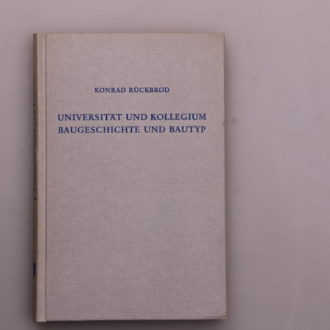 KONRAD RÜCKBROD
UNIVERSITÄT UND KOLLEGIUM
BAUGESCHICHTE UND BAUTYP